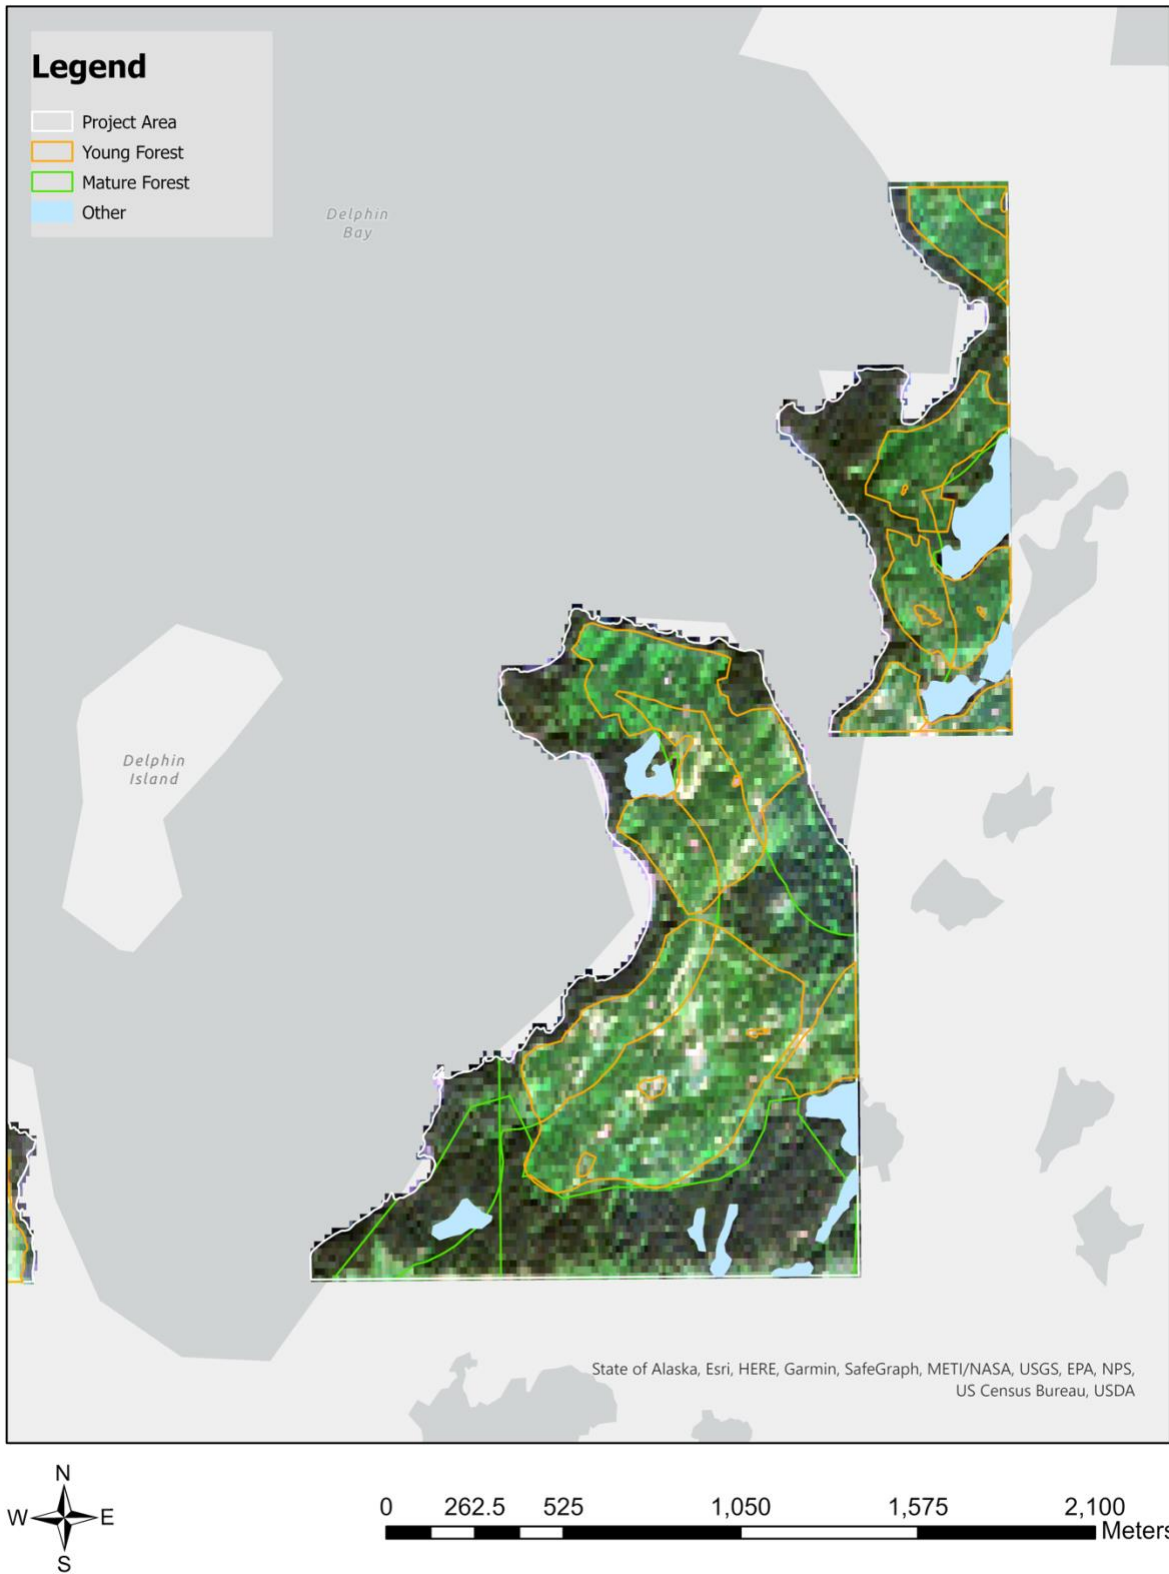 Legend
Project Area
Young Forest
Mature Forest
Other
Delphin
Bay
Delphin
Island
State of Alaska, Esri, HERE, Garmin, SafeGraph, METI/NASA, USGS, EPA, NPS,
US Census Bureau, USDA
N
W E
S
0 262.5 525 1,050 1,575 2,100
Meters